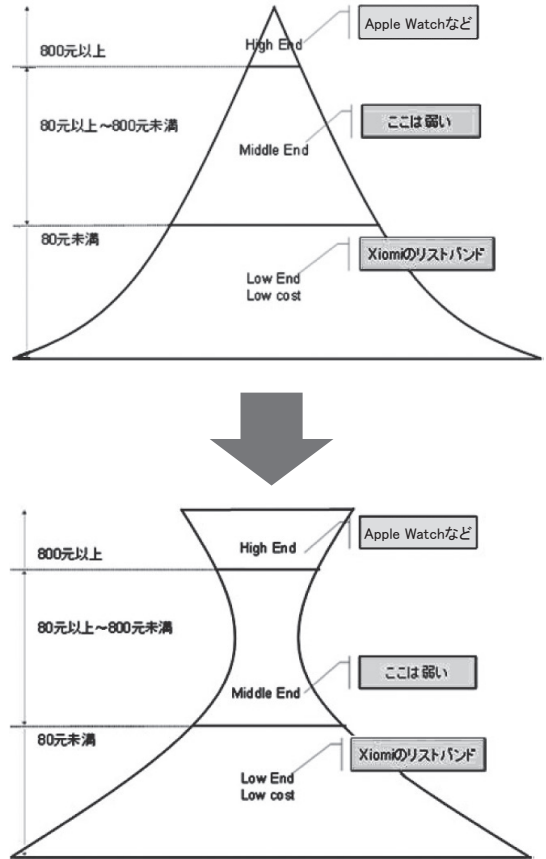 Apple Watchなど
800元以上
High End
80元以上～800元未満
ここは弱い
Middle End
80元未満
Xiomiのリストバンド
Low End
Low cost
Apple Watchなど
High End
800元以上
80元以上～800元未満
ここは弱い
Middle End
80元未満
Xiomiのリストバンド
Low End
Low cost